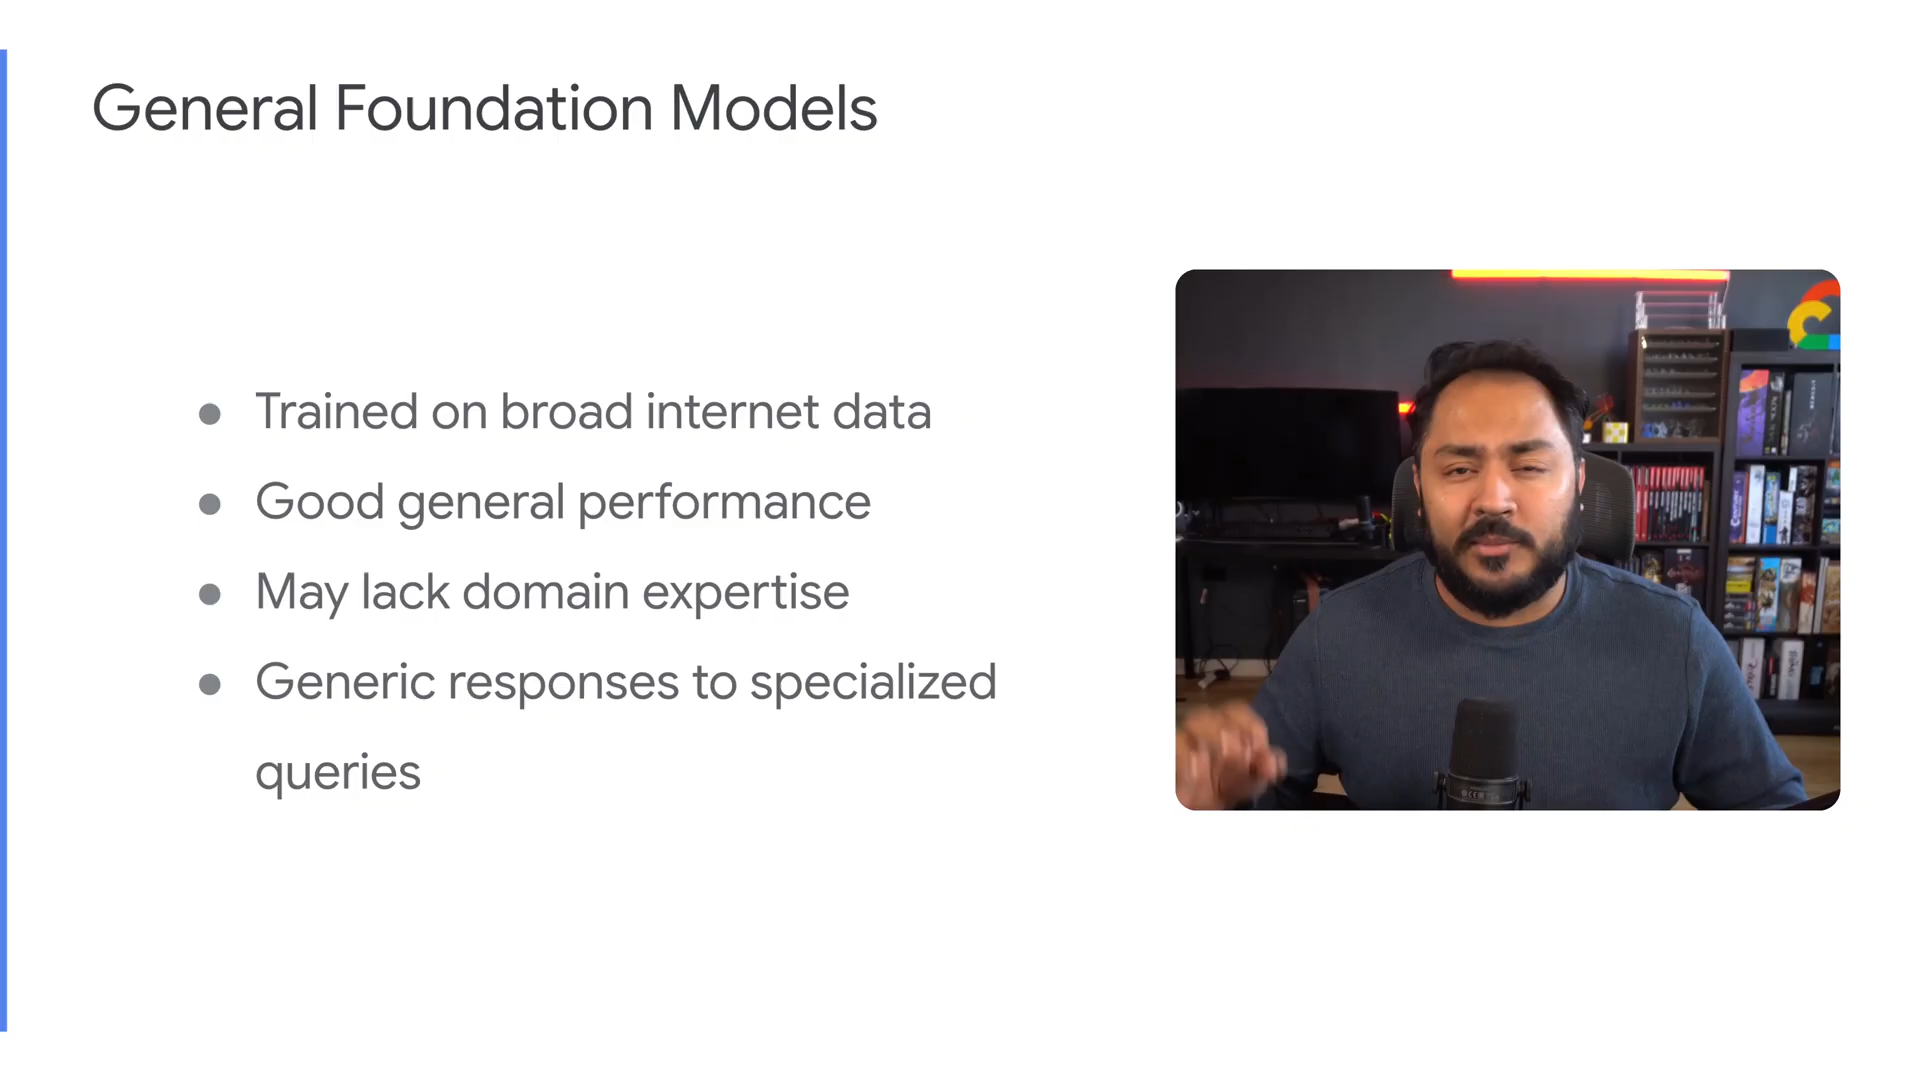 General Foundation Models
● Trained on broad internet data
● Good general performance
● May lack domain expertise
● Generic responses to specialized
queries